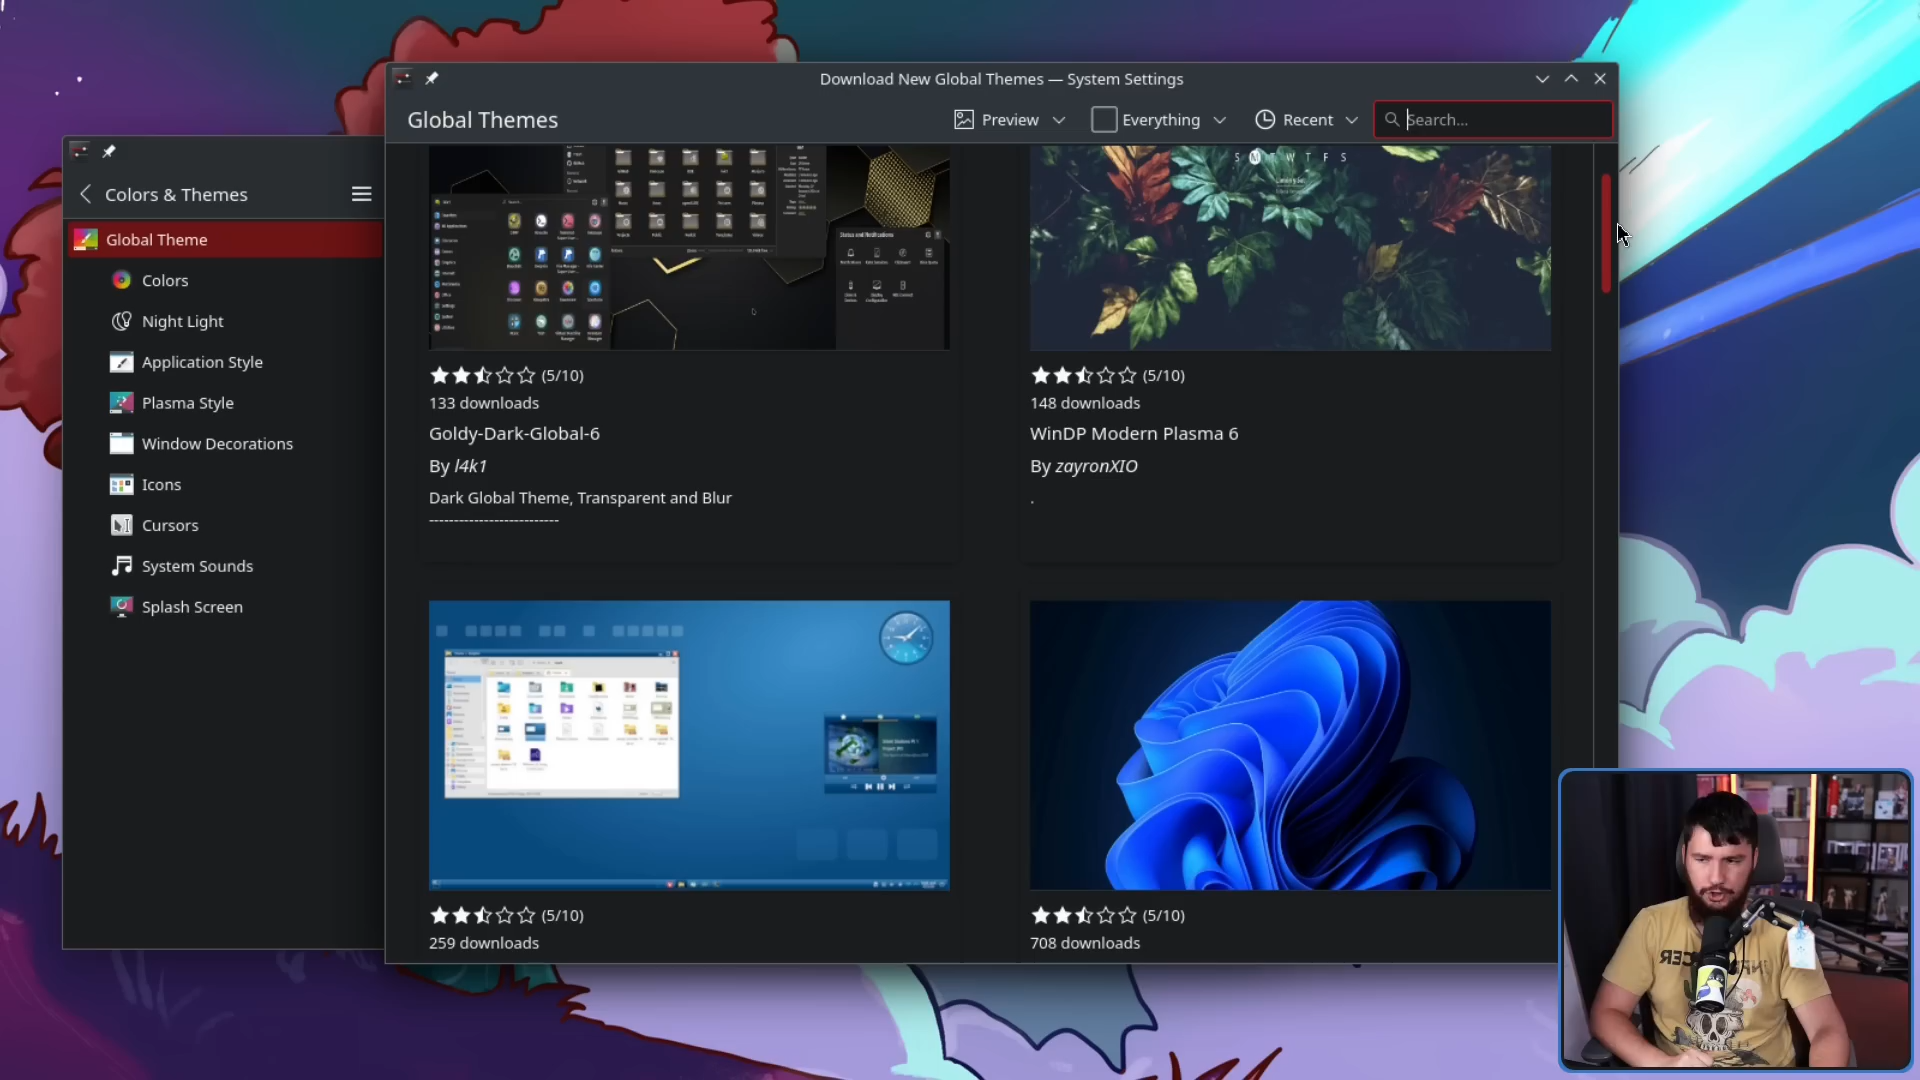 Download New Global Themes — System Settings
Global Themes
Preview
Everything
Recent
Search...
Colors & Themes
Global Theme
Colors
Night Light
Application Style
Plasma Style
Window Decorations
Icons
Cursors
System Sounds
Splash Screen
S M T W T F S
Status and Notifications
(5/10)
133 downloads
Goldy-Dark-Global-6
By l4k1
Dark Global Theme, Transparent and Blur
--------------------------
(5/10)
148 downloads
WinDP Modern Plasma 6
By zayronXIO
.
(5/10)
259 downloads
(5/10)
708 downloads